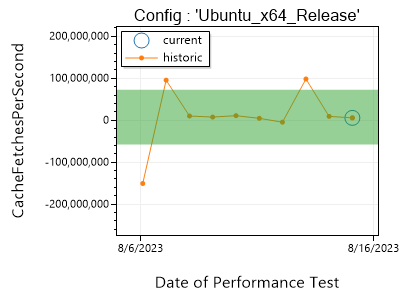 Config : 'Ubuntu_x64_Release'
current
historic
CacheFetchesPerSecond
200,000,000
100,000,000
0
-100,000,000
-200,000,000
8/6/2023
8/16/2023
Date of Performance Test